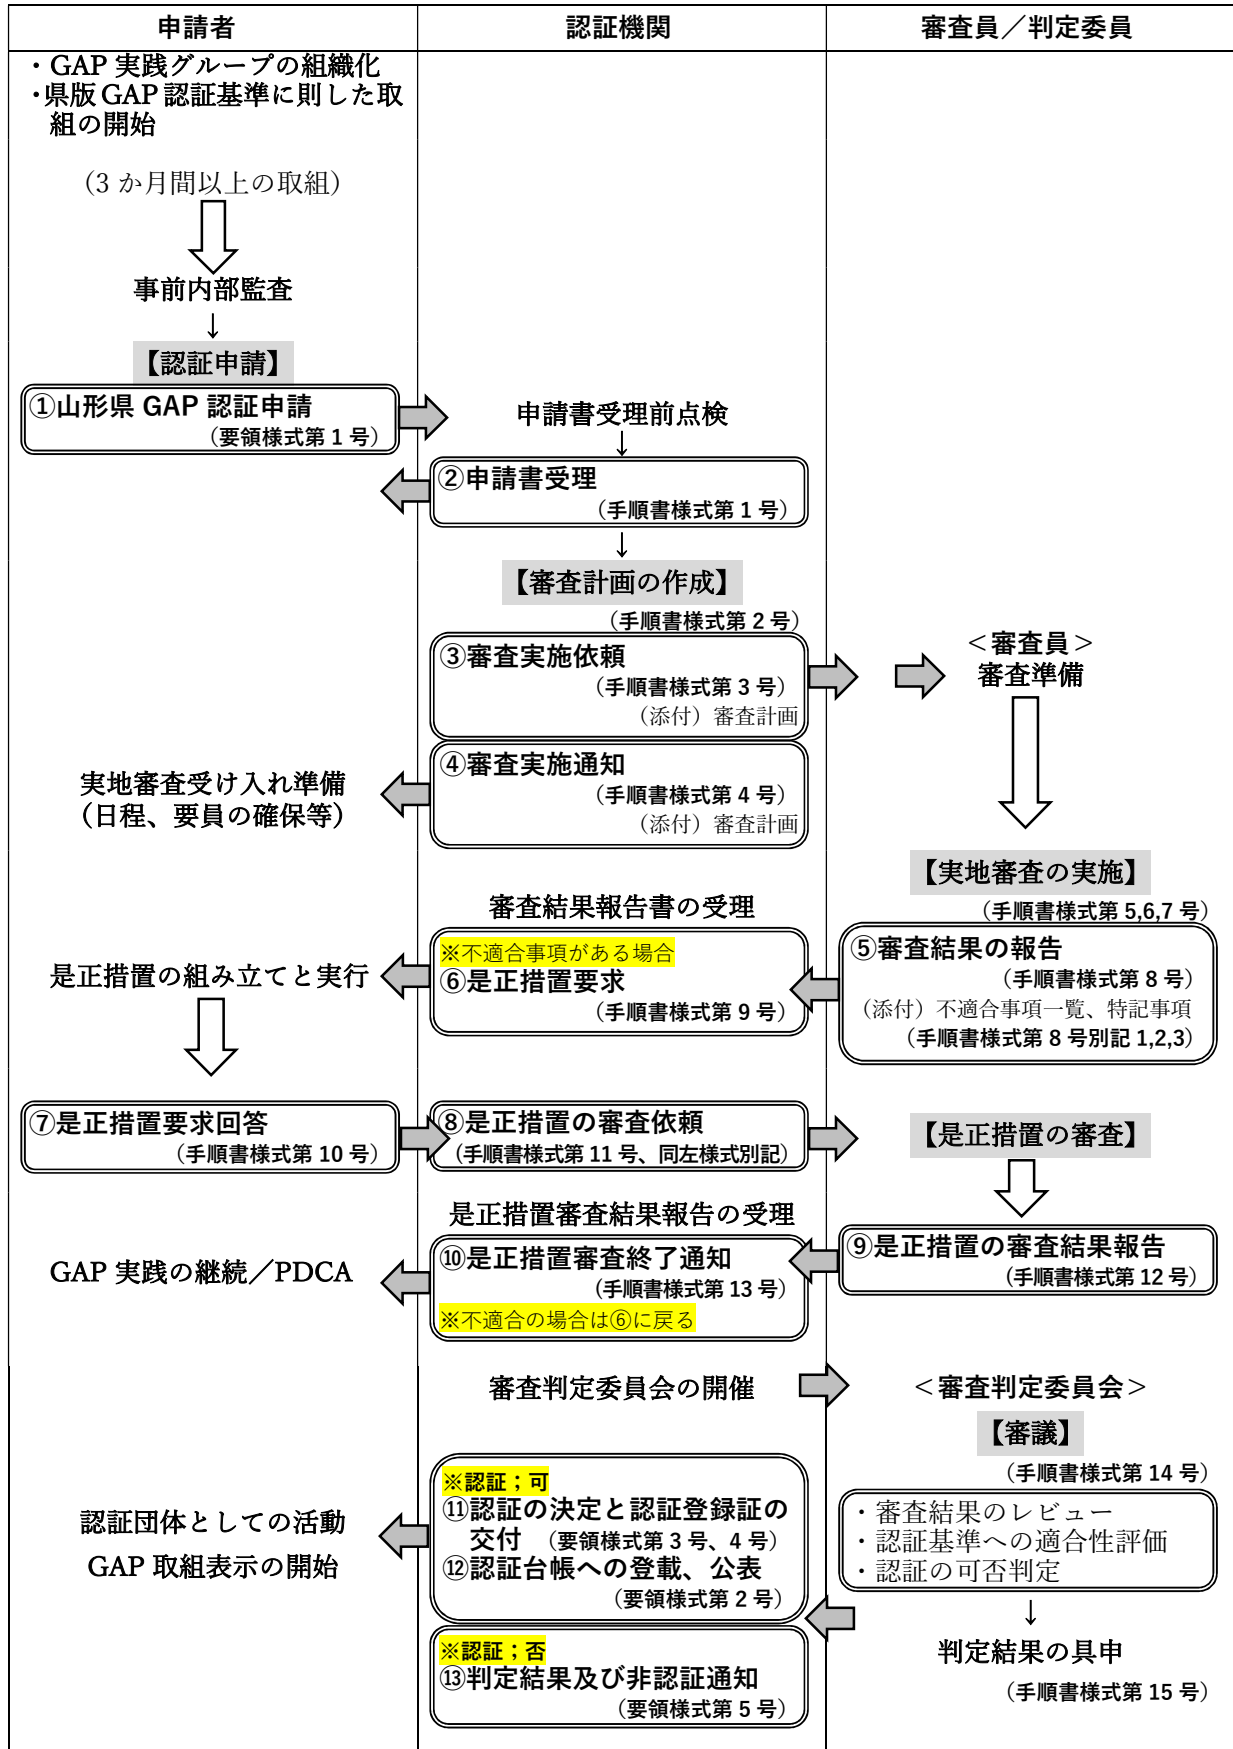 申請者
認証機関
審査員／判定委員
・GAP 実践グループの組織化
・県版 GAP 認証基準に則した取
組の開始
（3 か月間以上の取組）
事前内部監査
↓
【認証申請】
①山形県 GAP 認証申請
（要領様式第 1 号）
申請書受理前点検
↓
②申請書受理
（手順書様式第 1 号）
↓
【審査計画の作成】
（手順書様式第 2 号）
③審査実施依頼
（手順書様式第 3 号）
（添付）審査計画
＜審査員＞
審査準備
④審査実施通知
（手順書様式第 4 号）
（添付）審査計画
実地審査受け入れ準備
（日程、要員の確保等）
【実地審査の実施】
（手順書様式第 5,6,7 号）
審査結果報告書の受理
⑤審査結果の報告
（手順書様式第 8 号）
（添付）不適合事項一覧、特記事項
（手順書様式第 8 号別記 1,2,3）
※不適合事項がある場合
⑥是正措置要求
（手順書様式第 9 号）
是正措置の組み立てと実行
⑦是正措置要求回答
（手順書様式第 10 号）
⑧是正措置の審査依頼
（手順書様式第 11 号、同左様式別記）
【是正措置の審査】
是正措置審査結果報告の受理
⑨是正措置の審査結果報告
（手順書様式第 12 号）
⑩是正措置審査終了通知
（手順書様式第 13 号）
※不適合の場合は⑥に戻る
GAP 実践の継続／PDCA
審査判定委員会の開催
＜審査判定委員会＞
【審議】
（手順書様式第 14 号）
・審査結果のレビュー
・認証基準への適合性評価
・認証の可否判定
↓
判定結果の具申
（手順書様式第 15 号）
※認証；可
⑪認証の決定と認証登録証の
交付 （要領様式第 3 号、4 号）
⑫認証台帳への登載、公表
（要領様式第 2 号）
認証団体としての活動
GAP 取組表示の開始
※認証；否
⑬判定結果及び非認証通知
（要領様式第 5 号）